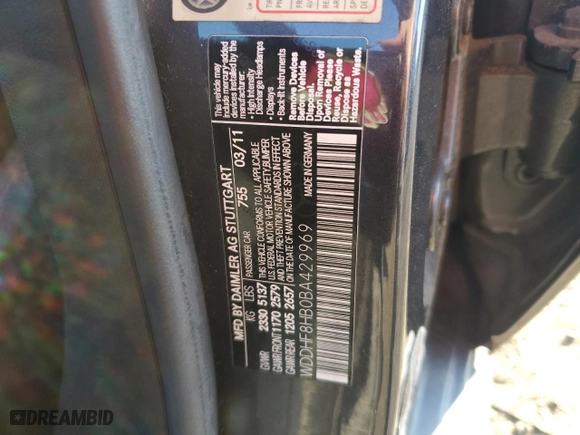 MFD BY DAIMLER AG STUTTGART
PASSENGER CAR 755 03/11
KG LBS
GVWR 2330 5137
GAWR FRONT 1170 2579
GAWR REAR 1205 2657
THIS VEHICLE CONFORMS TO ALL APPLICABLE
U.S. FEDERAL MOTOR VEHICLE SAFETY, BUMPER
AND THEFT PREVENTION STANDARDS IN EFFECT
ON THE DATE OF MANUFACTURE SHOWN ABOVE
WDDHF8HB0BA429969
MADE IN GERMANY
This vehicle may
include mercury-added
devices installed by the
manufacturer:
• High Intensity
Discharge Headlamps
• Displays
• Back-lit Instruments
Remove Devices
Before Vehicle
Disposal.
Upon Removal of
Devices Please
Reuse, Recycle or
Dispose as
Hazardous Waste.
DREAMBID